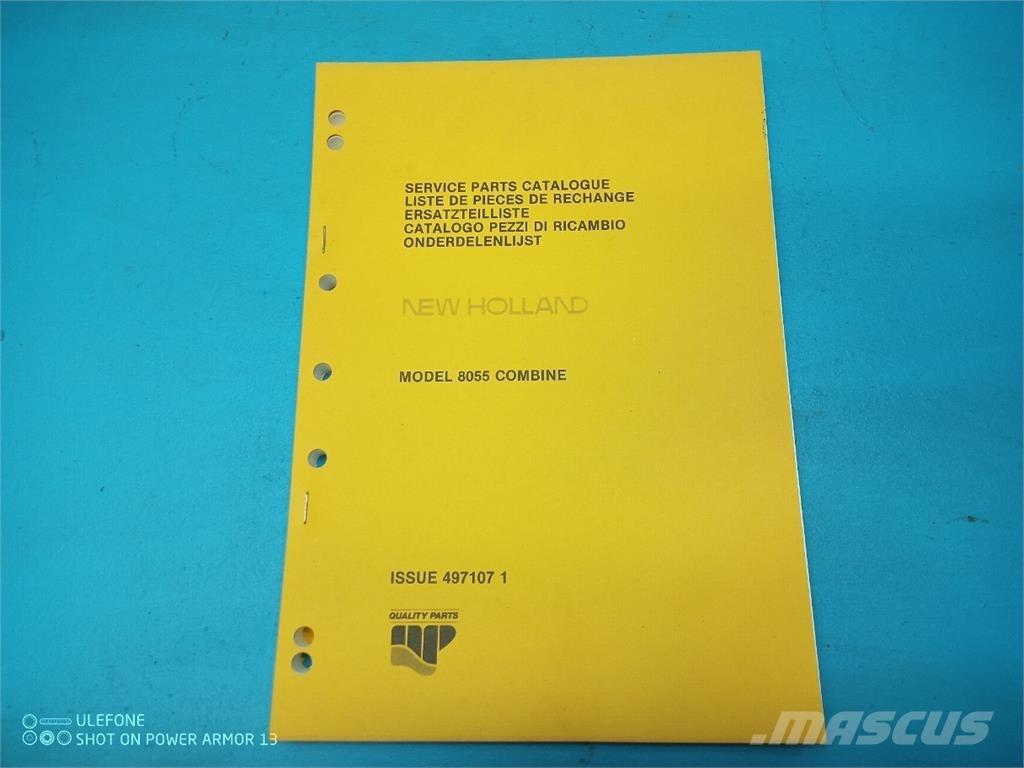 SERVICE PARTS CATALOGUE
LISTE DE PIECES DE RECHANGE
ERSATZTEILLISTE
CATALOGO PEZZI DI RICAMBIO
ONDERDELENLIJST
NEW HOLLAND
MODEL 8055 COMBINE
ISSUE 497107 1
QUALITY PARTS
QP
ULEFONE
SHOT ON POWER ARMOR 13
MASCUS